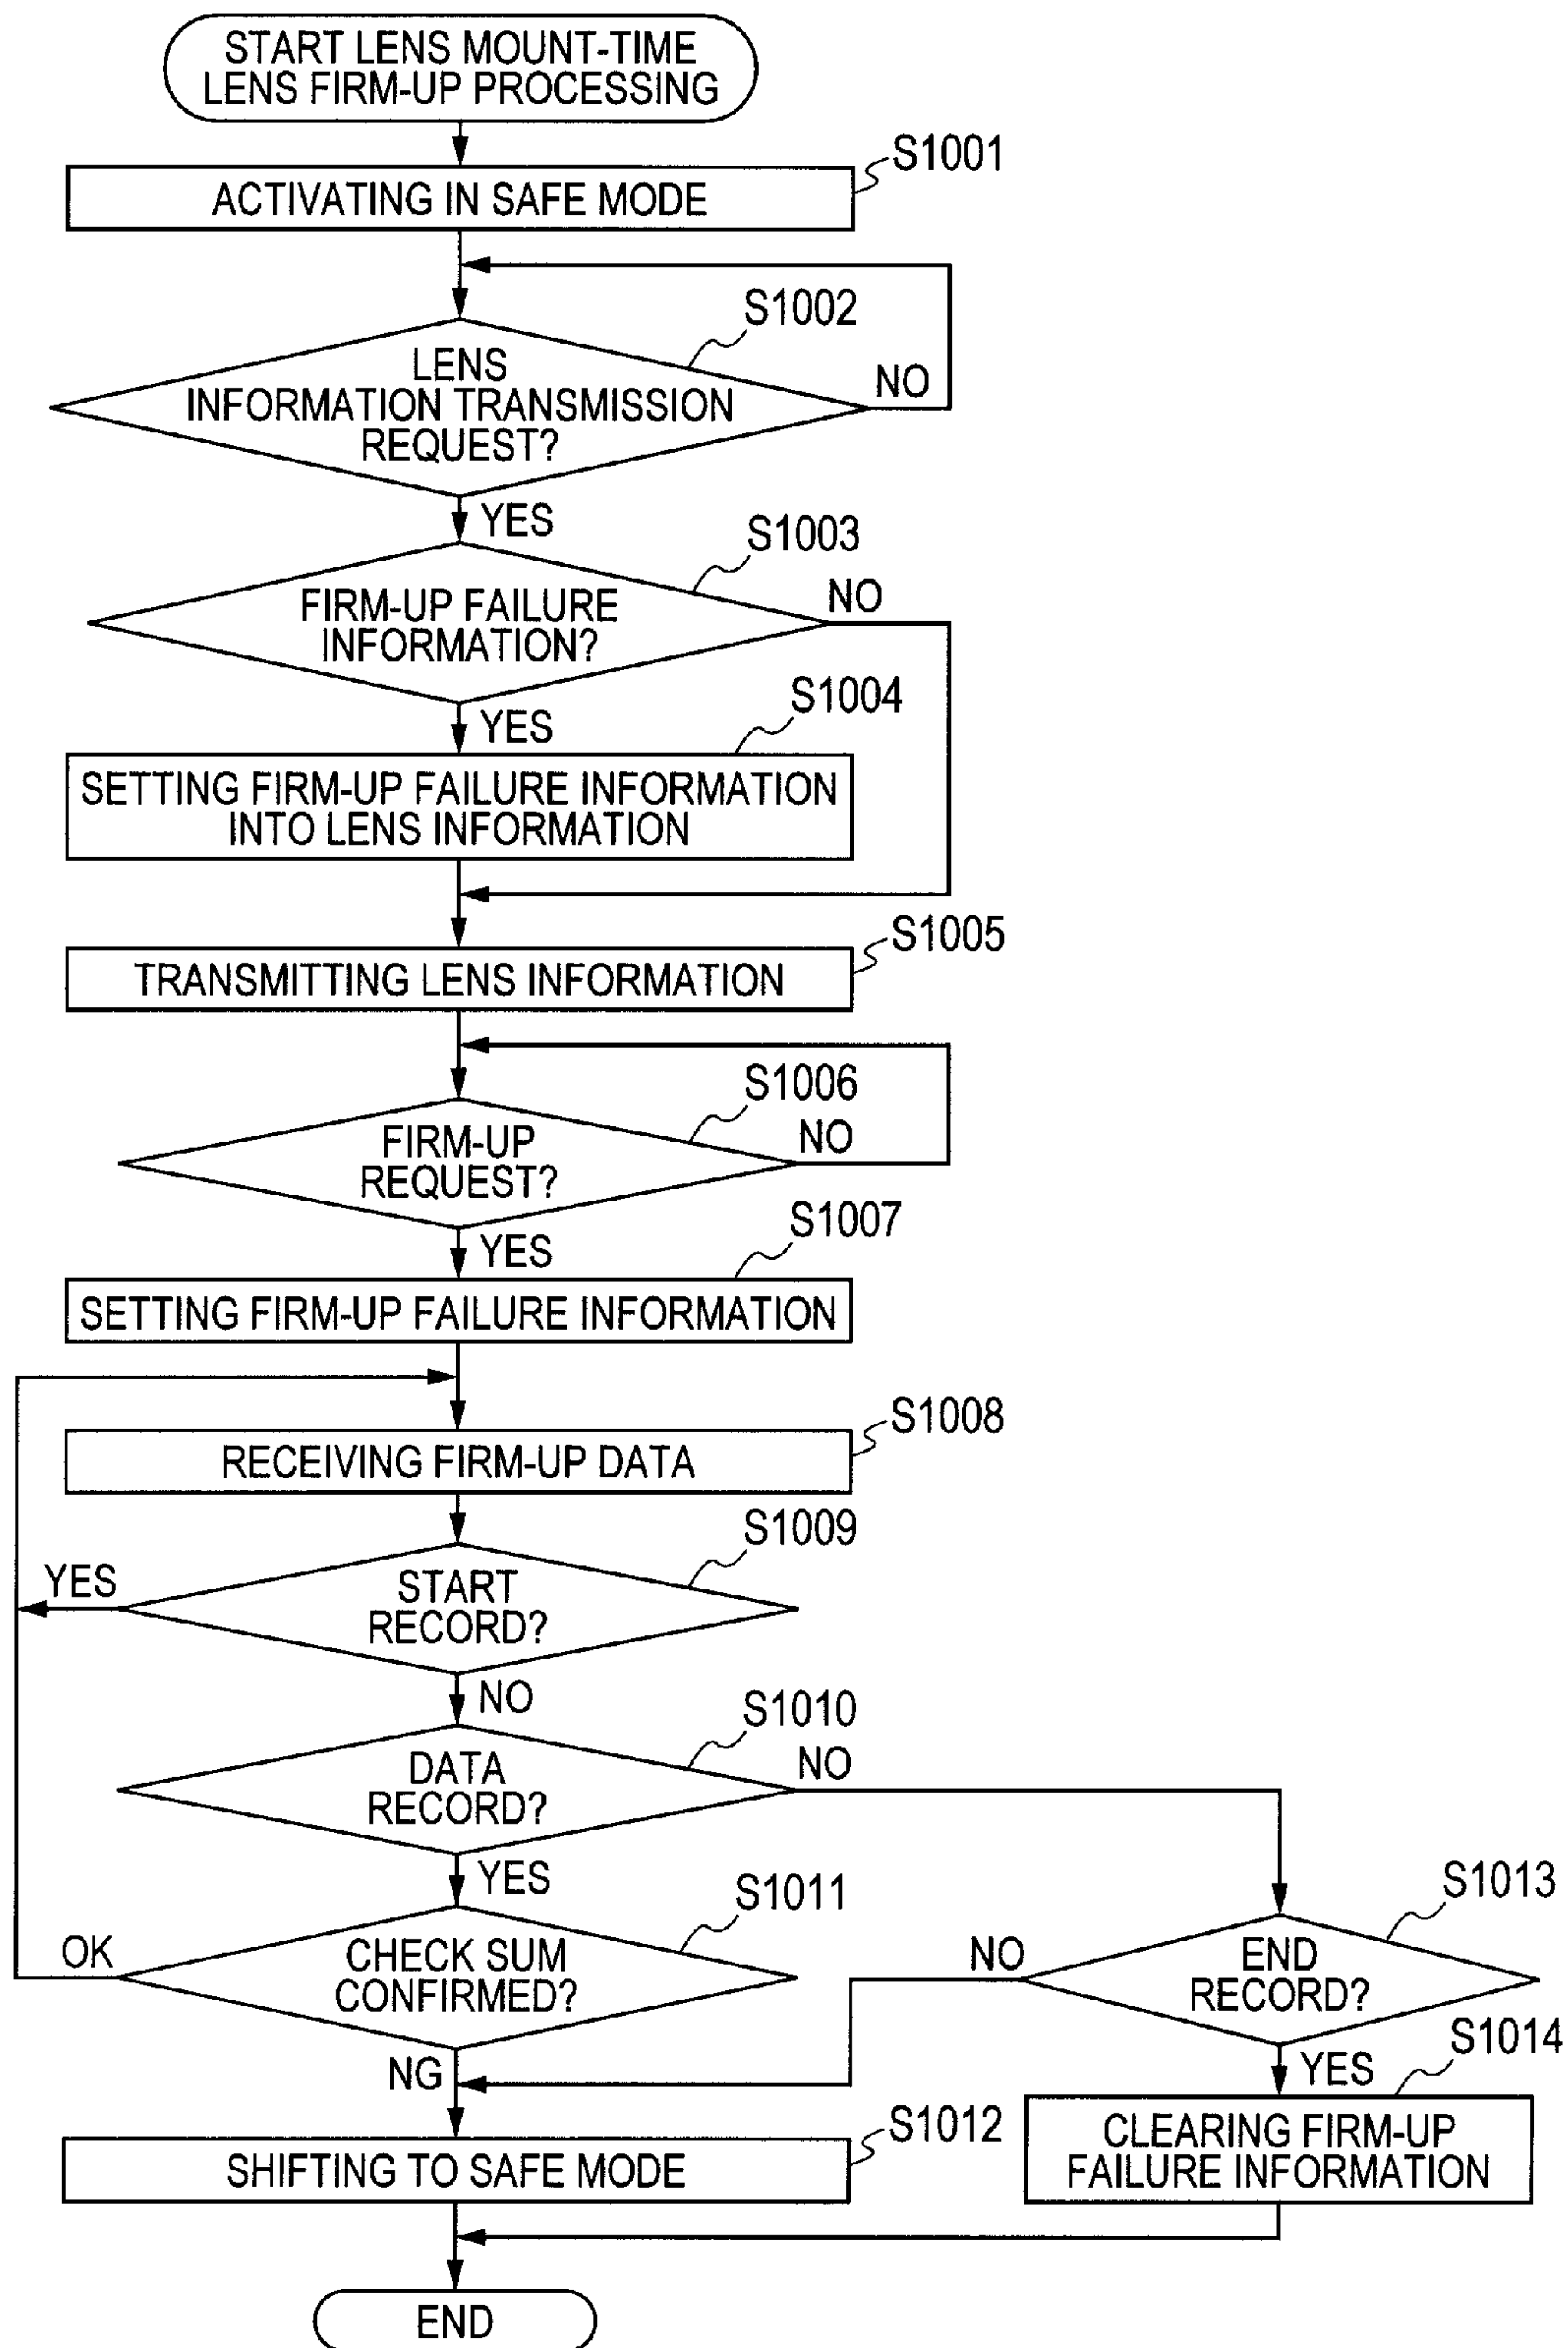 START LENS MOUNT-TIME
LENS FIRM-UP PROCESSING
S1001
ACTIVATING IN SAFE MODE
S1002
LENS
INFORMATION TRANSMISSION
REQUEST?
NO
YES
S1003
FIRM-UP FAILURE
INFORMATION?
NO
YES
S1004
SETTING FIRM-UP FAILURE INFORMATION
INTO LENS INFORMATION
S1005
TRANSMITTING LENS INFORMATION
S1006
FIRM-UP
REQUEST?
NO
YES
S1007
SETTING FIRM-UP FAILURE INFORMATION
S1008
RECEIVING FIRM-UP DATA
S1009
START
RECORD?
YES
NO
S1010
DATA
RECORD?
NO
YES
S1011
CHECK SUM
CONFIRMED?
OK
NG
S1013
END
RECORD?
NO
YES
S1014
CLEARING FIRM-UP
FAILURE INFORMATION
S1012
SHIFTING TO SAFE MODE
END